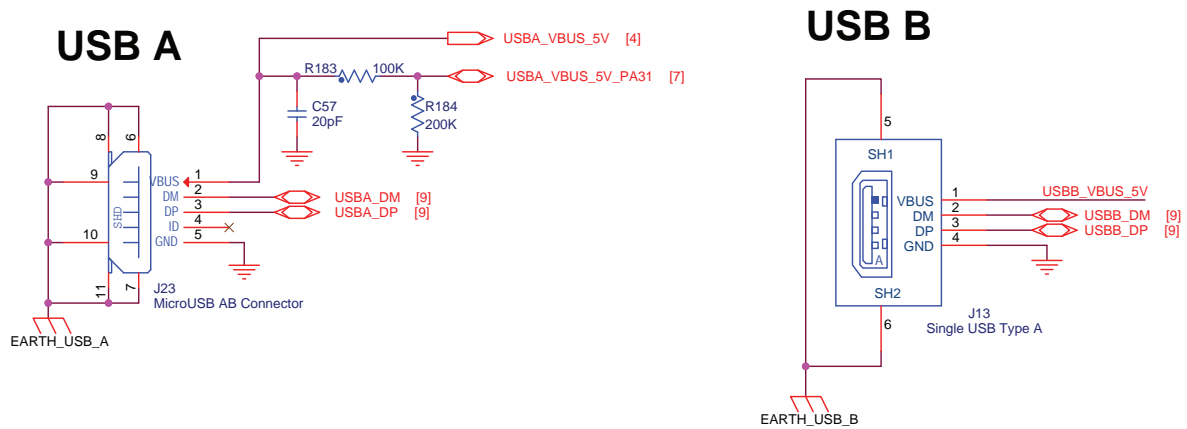 USB A
USBA_VBUS_5V [4]
R183 100K
USBA_VBUS_5V_PA31 [7]
C57
20pF
R184
200K
8
6
9
10
11
7
SHD
VBUS 1
DM 2
DP 3
ID 4
GND 5
USBA_DM [9]
USBA_DP [9]
J23
MicroUSB AB Connector
EARTH_USB_A
USB B
5
SH1
A
VBUS 1
DM 2
DP 3
GND 4
USBB_VBUS_5V
USBB_DM [9]
USBB_DP [9]
SH2
6
J13
Single USB Type A
EARTH_USB_B